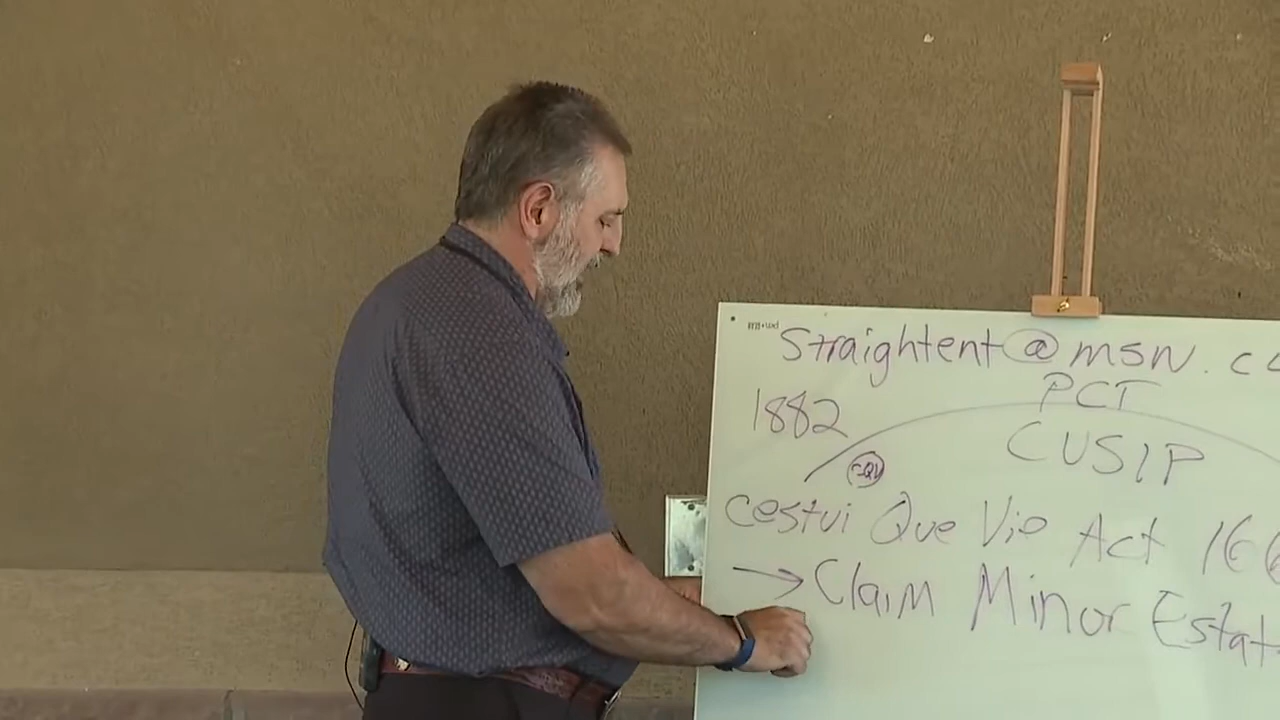 Straightent@msn.c
PCT
1882
CUSIP
CQV
cestui Que Vie Act 16
→ Claim Minor Estat